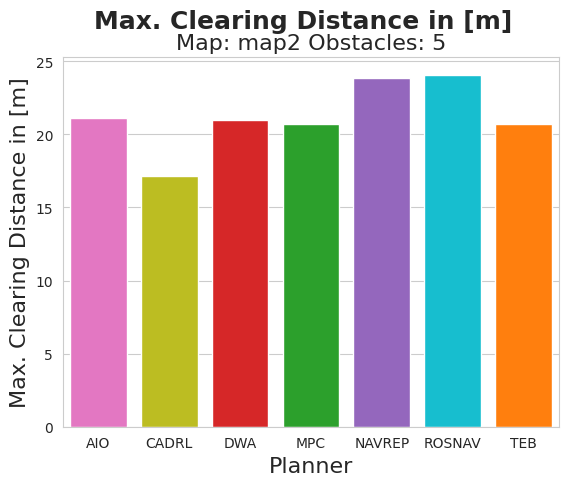 Max. Clearing Distance in [m]
Map: map2 Obstacles: 5
Max. Clearing Distance in [m]
25
20
15
10
5
0
AIO CADRL DWA MPC NAVREP ROSNAV TEB
Planner